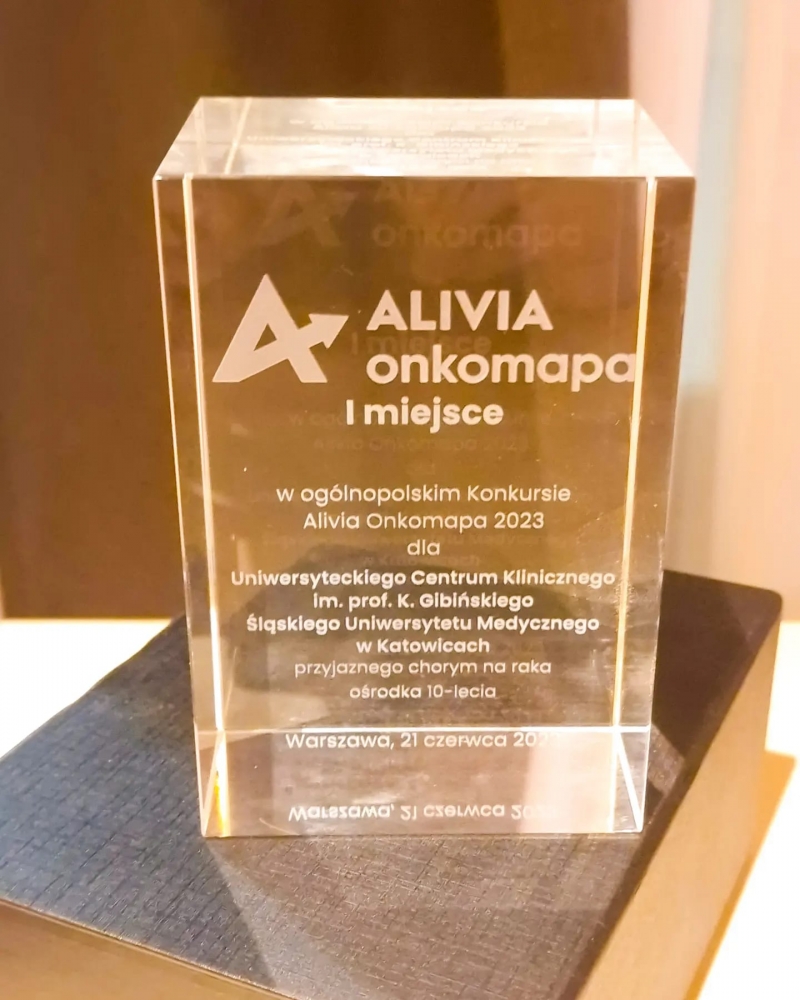 ALIVIA
onkomapa
I miejsce
w ogólnopolskim Konkursie
Alivia Onkomapa 2023
dla
Uniwersyteckiego Centrum Klinicznego
im. prof. K. Gibińskiego
Śląskiego Uniwersytetu Medycznego
w Katowicach
przyjaznego chorym na raka
ośrodka 10-lecia
Warszawa, 21 czerwca